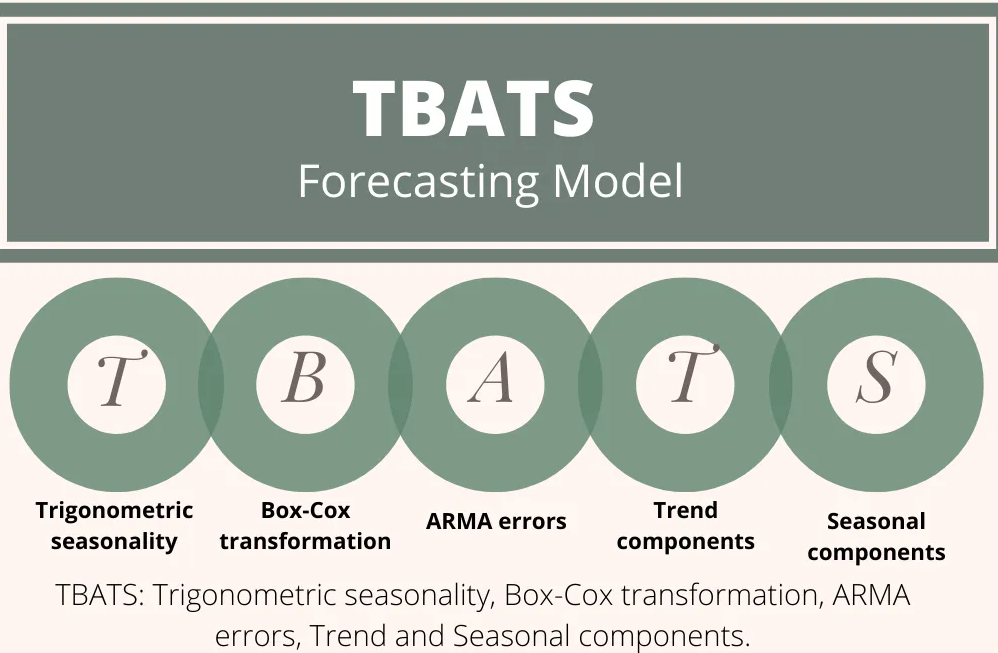 TBATS
Forecasting Model
T B A T S
Trigonometric
seasonality
Box-Cox
transformation
ARMA errors
Trend
components
Seasonal
components
TBATS: Trigonometric seasonality, Box-Cox transformation, ARMA
errors, Trend and Seasonal components.